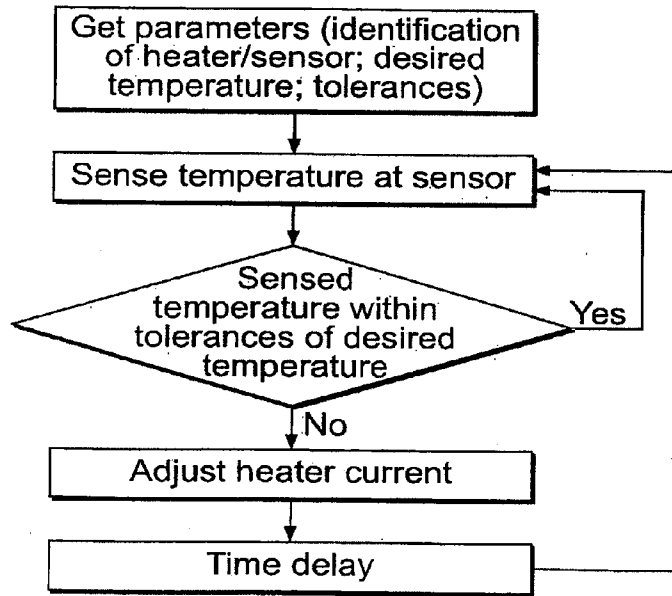 Get parameters (identification
of heater/sensor; desired
temperature; tolerances)
Sense temperature at sensor
Sensed
temperature within
tolerances of desired
temperature
Yes
No
Adjust heater current
Time delay